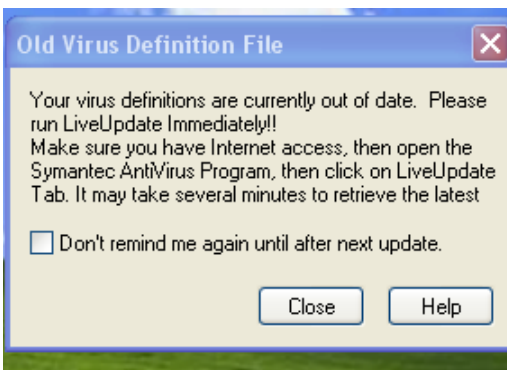 Old Virus Definition File
Your virus definitions are currently out of date.  Please
run LiveUpdate Immediately!!
Make sure you have Internet access, then open the
Symantec AntiVirus Program, then click on LiveUpdate
Tab. It may take several minutes to retrieve the latest
Don't remind me again until after next update.
Close
Help